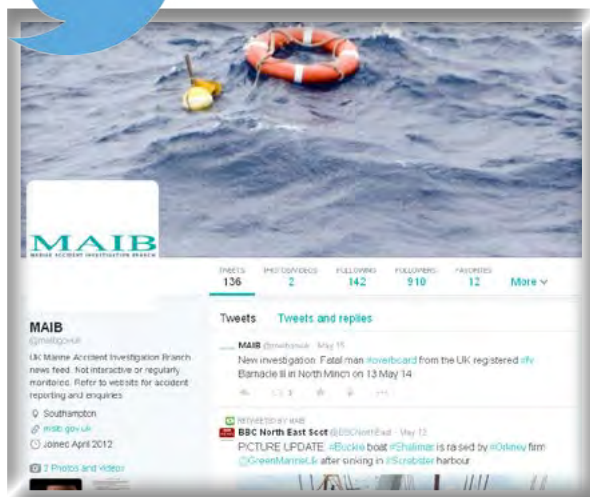 MAIB
MARINE ACCIDENT INVESTIGATION BRANCH
TWEETS PHOTOS/VIDEOS FOLLOWING FOLLOWERS FAVORITES
136 2 142 910 12 More
MAIB
@maibgovuk
UK Marine Accident Investigation Branch
news feed. Not interactive or regularly
monitored. Refer to website for accident
reporting and enquiries
Southampton
maib.gov.uk
Joined April 2012
2 Photos and videos
Tweets Tweets and replies
MAIB @maibgovuk · May 15
New investigation: Fatal man #overboard from the UK registered #fv
Barnacle III in North Minch on 13 May 14
RETWEETED BY MAIB
BBC North East Scot @BBCNorthEast · May 13
PICTURE UPDATE: #Buckie boat #Shalimar is raised by #Orkney firm
@GreenMarineUk after sinking in #Scrabster harbour